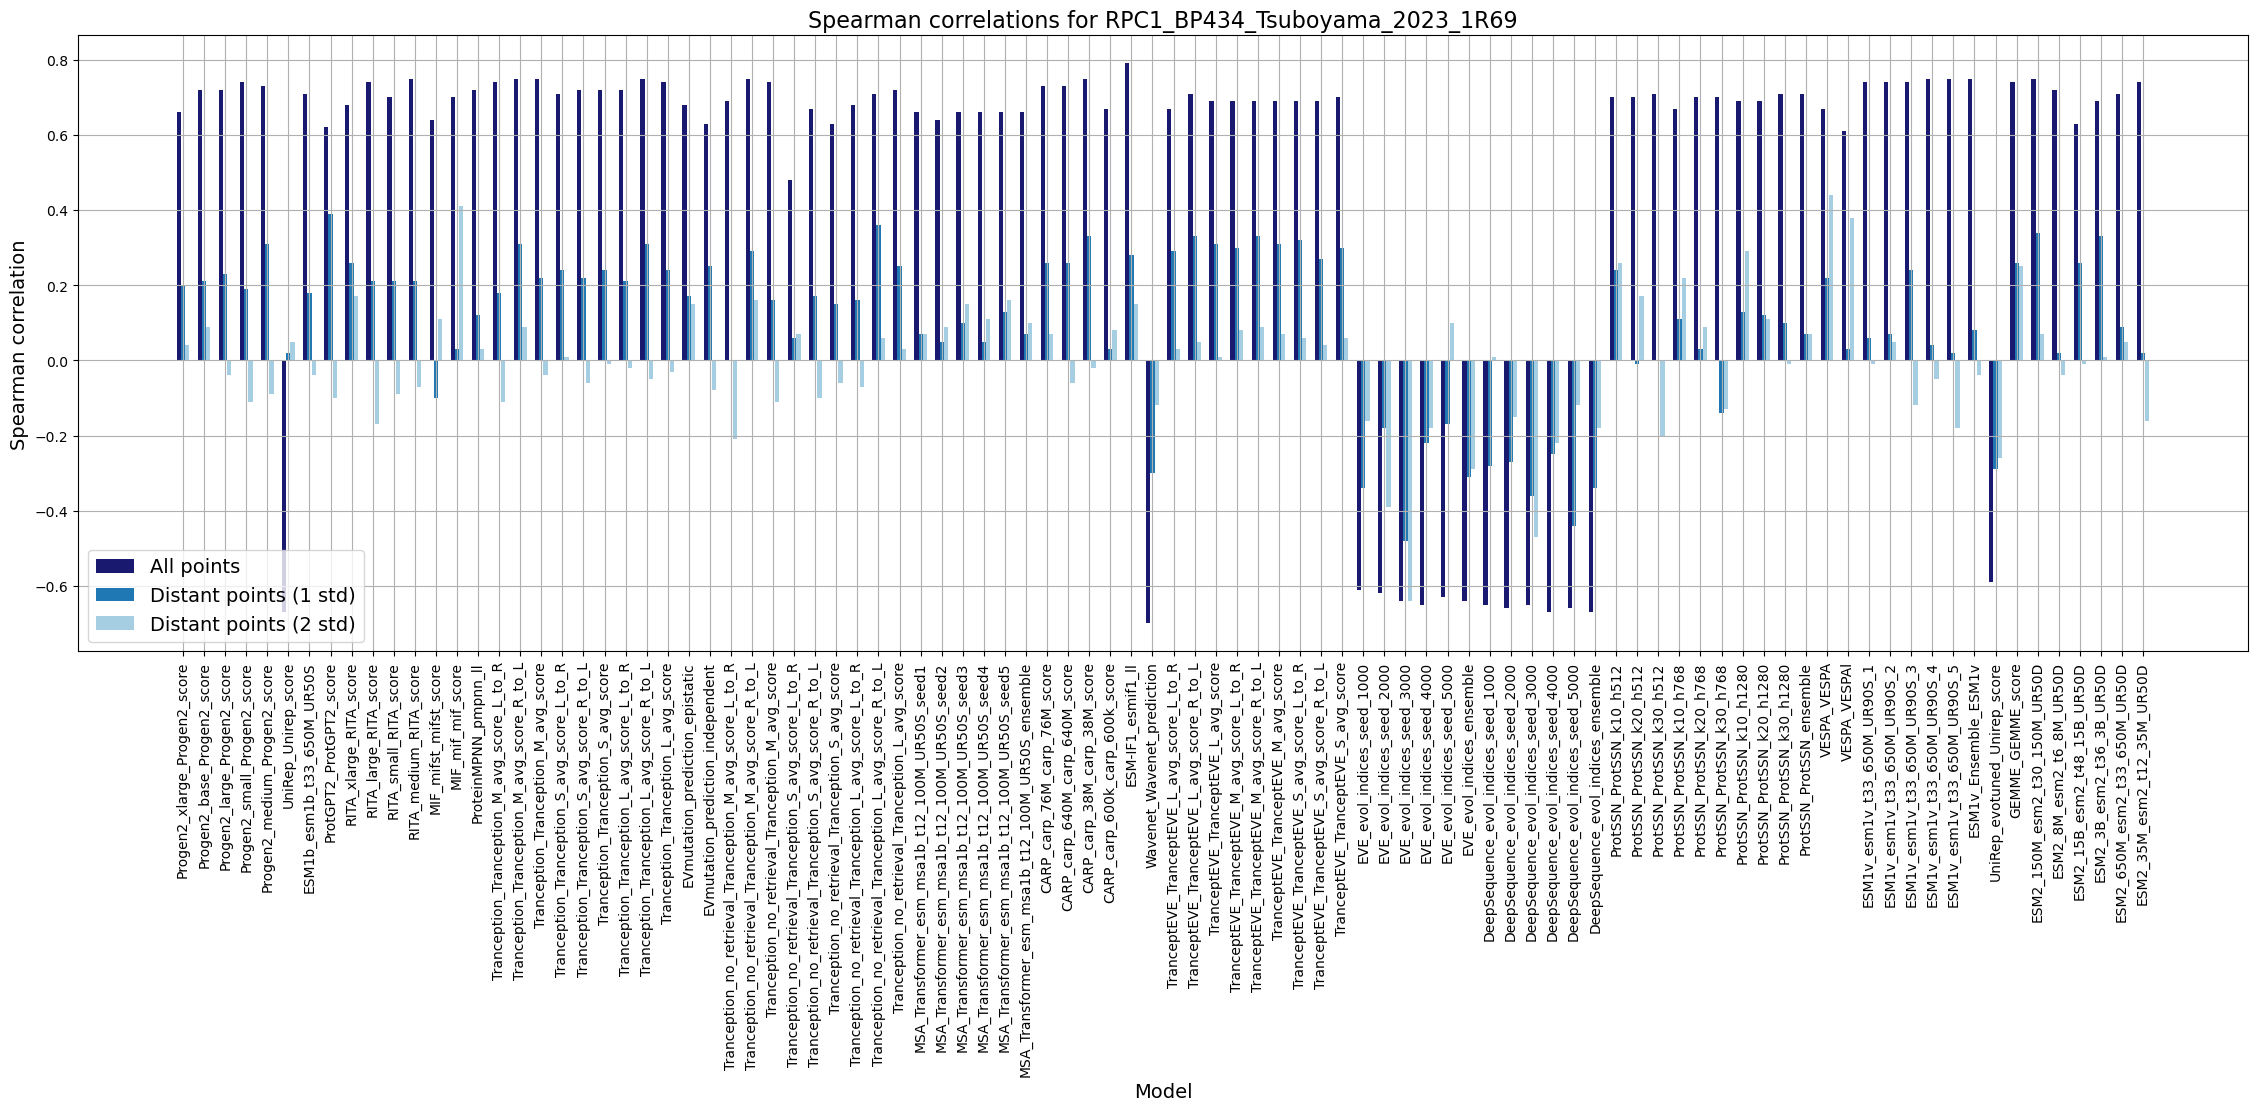 Spearman correlations for RPC1_BP434_Tsuboyama_2023_1R69
Spearman correlation
0.8
0.6
0.4
0.2
0.0
−0.2
−0.4
−0.6
All points
Distant points (1 std)
Distant points (2 std)
Progen2_xlarge_Progen2_score
Progen2_base_Progen2_score
Progen2_large_Progen2_score
Progen2_small_Progen2_score
Progen2_medium_Progen2_score
UniRep_Unirep_score
ESM1b_esm1b_t33_650M_UR50S
ProtGPT2_ProtGPT2_score
RITA_xlarge_RITA_score
RITA_large_RITA_score
RITA_small_RITA_score
RITA_medium_RITA_score
MIF_mifst_mifst_score
MIF_mif_mif_score
ProteinMPNN_pmpnn_ll
Tranception_Tranception_M_avg_score_L_to_R
Tranception_Tranception_M_avg_score_R_to_L
Tranception_Tranception_M_avg_score
Tranception_Tranception_S_avg_score_L_to_R
Tranception_Tranception_S_avg_score_R_to_L
Tranception_Tranception_S_avg_score
Tranception_Tranception_L_avg_score_L_to_R
Tranception_Tranception_L_avg_score_R_to_L
Tranception_Tranception_L_avg_score
EVmutation_prediction_epistatic
EVmutation_prediction_independent
Tranception_no_retrieval_Tranception_M_avg_score_L_to_R
Tranception_no_retrieval_Tranception_M_avg_score_R_to_L
Tranception_no_retrieval_Tranception_M_avg_score
Tranception_no_retrieval_Tranception_S_avg_score_L_to_R
Tranception_no_retrieval_Tranception_S_avg_score_R_to_L
Tranception_no_retrieval_Tranception_S_avg_score
Tranception_no_retrieval_Tranception_L_avg_score_L_to_R
Tranception_no_retrieval_Tranception_L_avg_score_R_to_L
Tranception_no_retrieval_Tranception_L_avg_score
MSA_Transformer_esm_msa1b_t12_100M_UR50S_seed1
MSA_Transformer_esm_msa1b_t12_100M_UR50S_seed2
MSA_Transformer_esm_msa1b_t12_100M_UR50S_seed3
MSA_Transformer_esm_msa1b_t12_100M_UR50S_seed4
MSA_Transformer_esm_msa1b_t12_100M_UR50S_seed5
MSA_Transformer_esm_msa1b_t12_100M_UR50S_ensemble
CARP_carp_76M_carp_76M_score
CARP_carp_640M_carp_640M_score
CARP_carp_38M_carp_38M_score
CARP_carp_600k_carp_600k_score
ESM-IF1_esmif1_ll
Wavenet_Wavenet_prediction
TranceptEVE_TranceptEVE_L_avg_score_L_to_R
TranceptEVE_TranceptEVE_L_avg_score_R_to_L
TranceptEVE_TranceptEVE_L_avg_score
TranceptEVE_TranceptEVE_M_avg_score_L_to_R
TranceptEVE_TranceptEVE_M_avg_score_R_to_L
TranceptEVE_TranceptEVE_M_avg_score
TranceptEVE_TranceptEVE_S_avg_score_L_to_R
TranceptEVE_TranceptEVE_S_avg_score_R_to_L
TranceptEVE_TranceptEVE_S_avg_score
EVE_evol_indices_seed_1000
EVE_evol_indices_seed_2000
EVE_evol_indices_seed_3000
EVE_evol_indices_seed_4000
EVE_evol_indices_seed_5000
EVE_evol_indices_ensemble
DeepSequence_evol_indices_seed_1000
DeepSequence_evol_indices_seed_2000
DeepSequence_evol_indices_seed_3000
DeepSequence_evol_indices_seed_4000
DeepSequence_evol_indices_seed_5000
DeepSequence_evol_indices_ensemble
ProtSSN_ProtSSN_k10_h512
ProtSSN_ProtSSN_k20_h512
ProtSSN_ProtSSN_k30_h512
ProtSSN_ProtSSN_k10_h768
ProtSSN_ProtSSN_k20_h768
ProtSSN_ProtSSN_k30_h768
ProtSSN_ProtSSN_k10_h1280
ProtSSN_ProtSSN_k20_h1280
ProtSSN_ProtSSN_k30_h1280
ProtSSN_ProtSSN_ensemble
VESPA_VESPA
VESPA_VESPAl
ESM1v_esm1v_t33_650M_UR90S_1
ESM1v_esm1v_t33_650M_UR90S_2
ESM1v_esm1v_t33_650M_UR90S_3
ESM1v_esm1v_t33_650M_UR90S_4
ESM1v_esm1v_t33_650M_UR90S_5
ESM1v_Ensemble_ESM1v
UniRep_evotuned_Unirep_score
GEMME_GEMME_score
ESM2_150M_esm2_t30_150M_UR50D
ESM2_8M_esm2_t6_8M_UR50D
ESM2_15B_esm2_t48_15B_UR50D
ESM2_3B_esm2_t36_3B_UR50D
ESM2_650M_esm2_t33_650M_UR50D
ESM2_35M_esm2_t12_35M_UR50D
Model